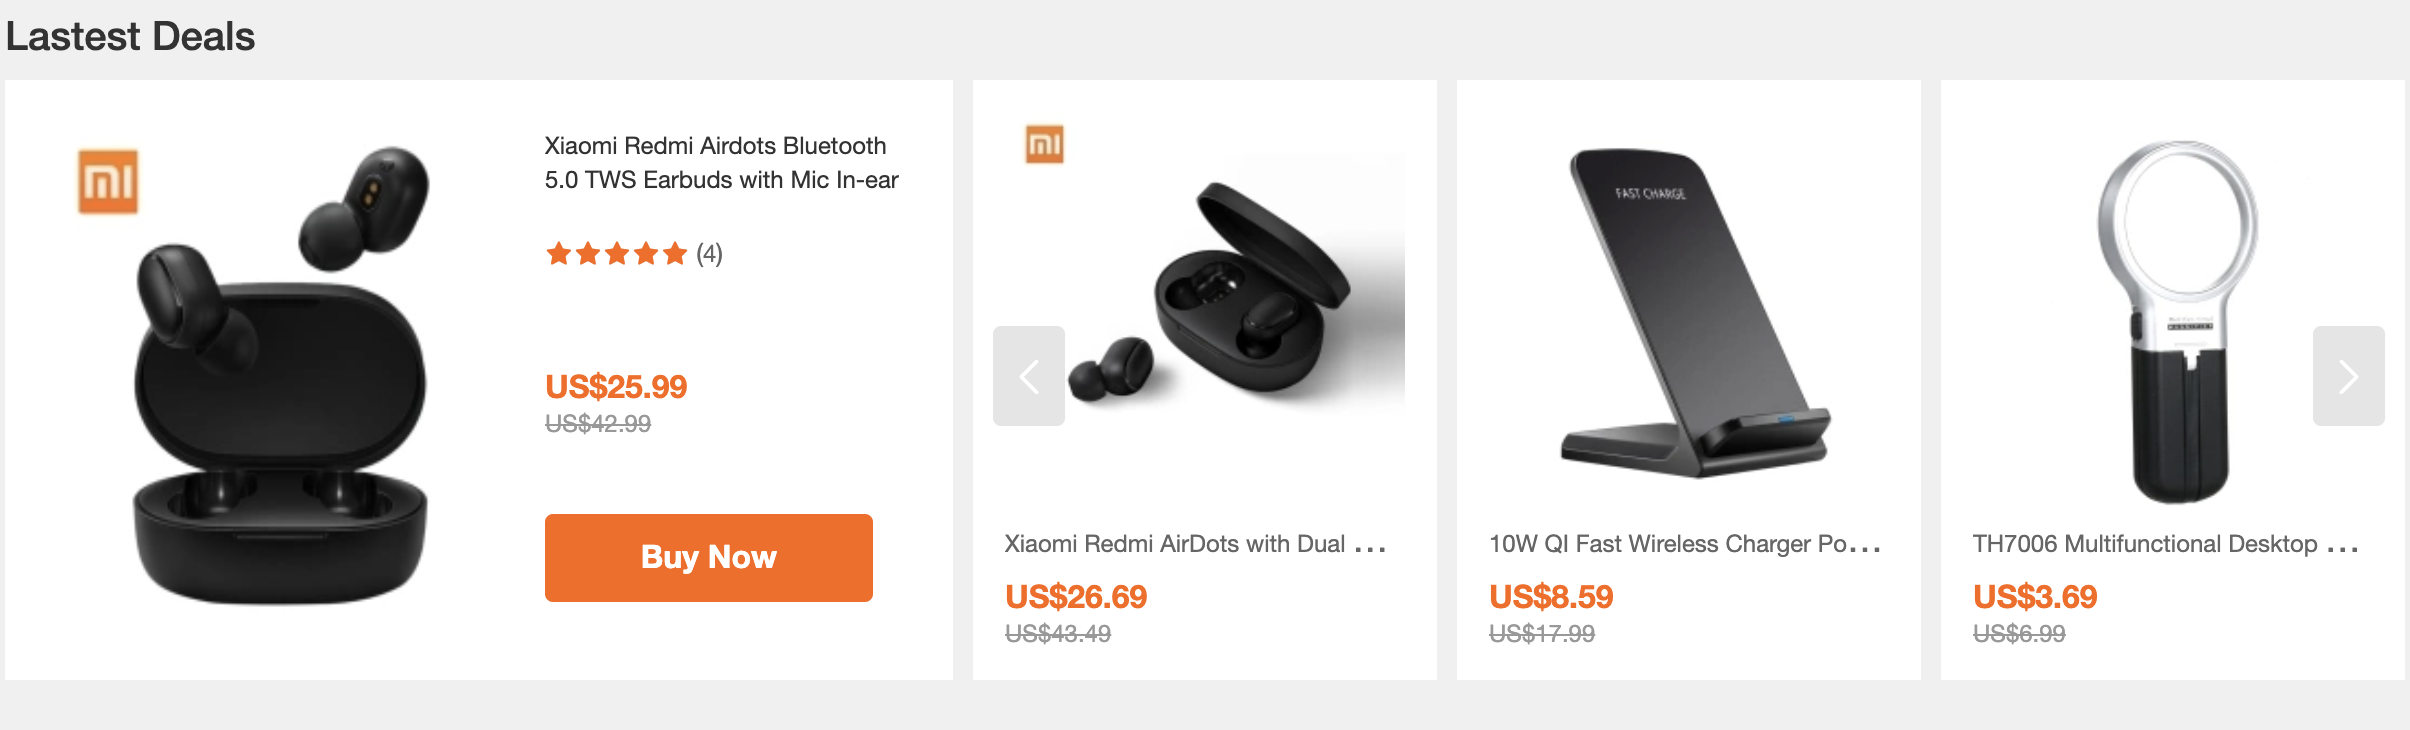 Lastest Deals
Xiaomi Redmi Airdots Bluetooth
5.0 TWS Earbuds with Mic In-ear
(4)
US$25.99
US$42.99
Buy Now
Xiaomi Redmi AirDots with Dual ...
US$26.69
US$43.49
FAST CHARGE
10W QI Fast Wireless Charger Po...
US$8.59
US$17.99
TH7006 Multifunctional Desktop ...
US$3.69
US$6.99